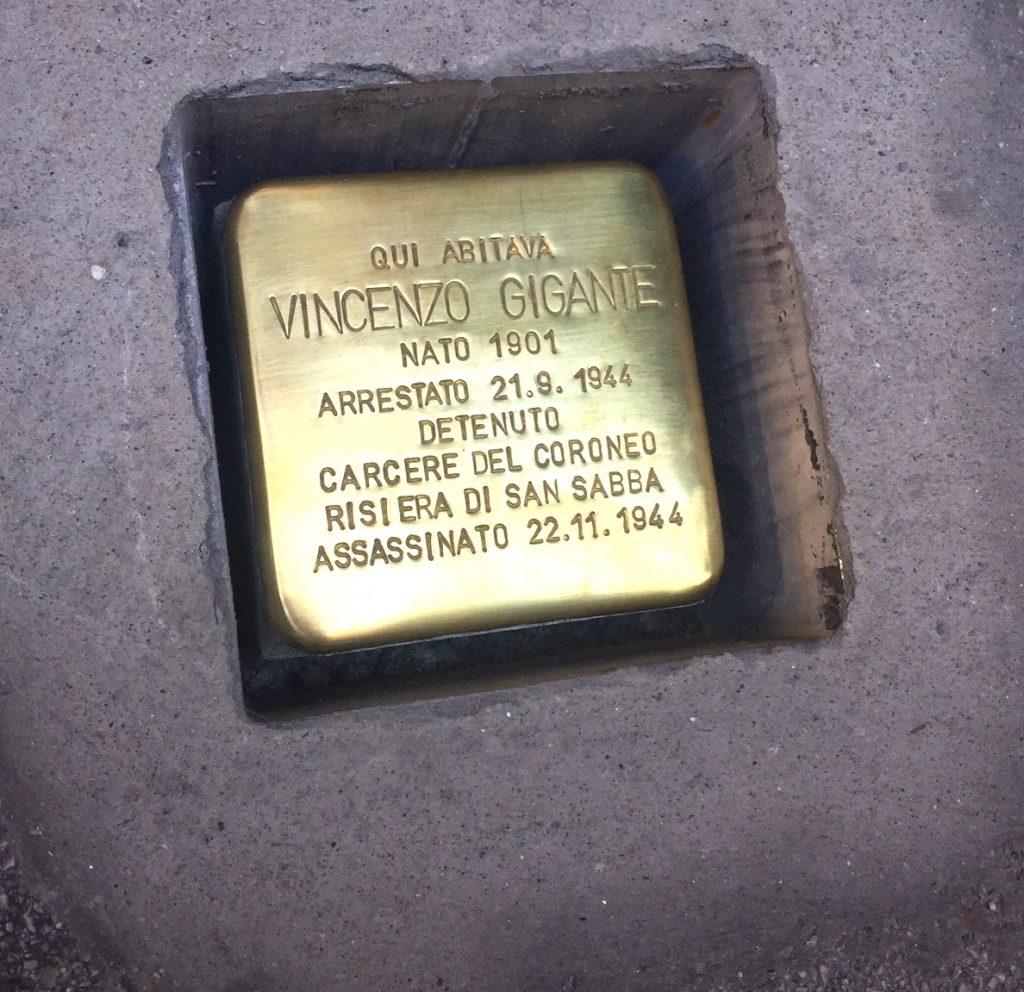 QUI ABITAVA
VINCENZO GIGANTE
NATO 1901
ARRESTATO 21.9.1944
DETENUTO
CARCERE DEL CORONEO
RISIERA DI SAN SABBA
ASSASSINATO 22.11.1944